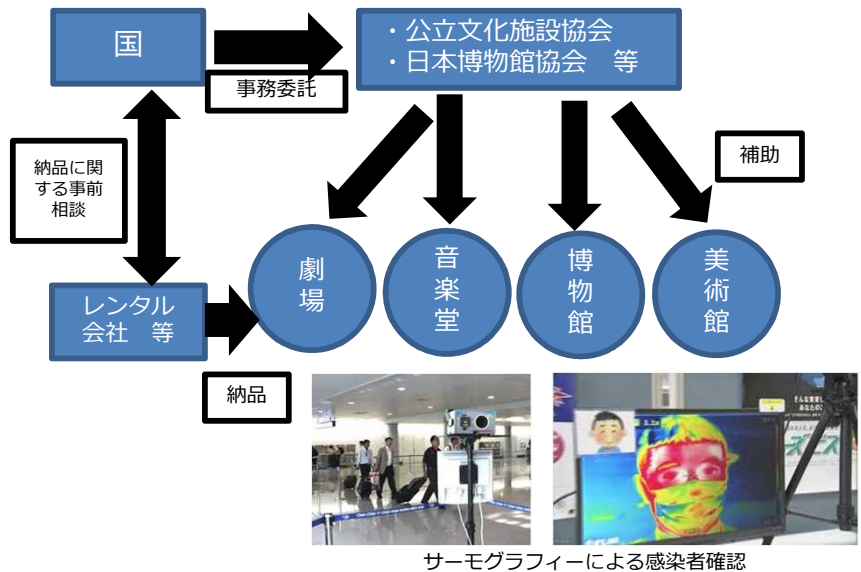 国
・公立文化施設協会
・日本博物館協会　等
事務委託
納品に関
する事前
相談
補助
劇
場
音
楽
堂
博
物
館
美
術
館
レンタル
会社　等
納品
サーモグラフィーによる感染者確認